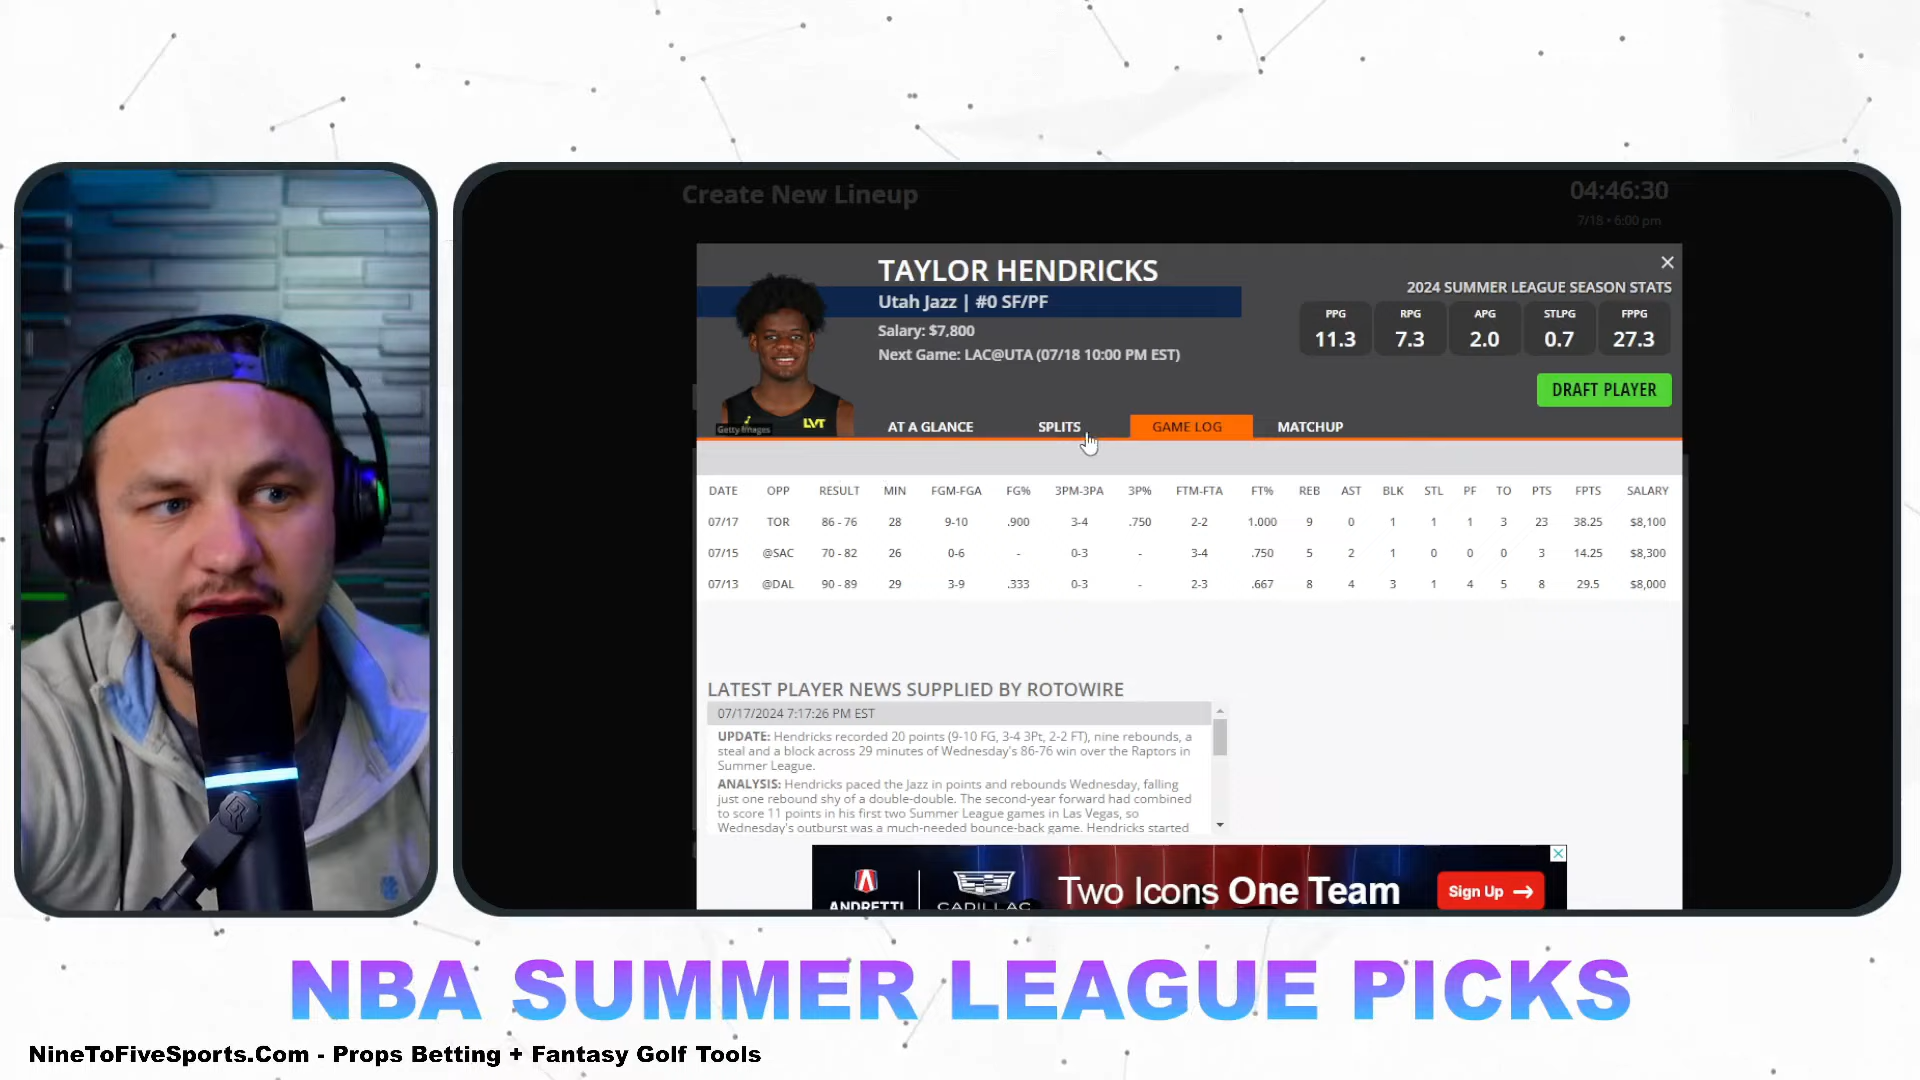 Create New Lineup
04:46:30
7/18 • 6:00 pm
TAYLOR HENDRICKS
Utah Jazz | #0 SF/PF
Salary: $7,800
Next Game: LAC@UTA (07/18 10:00 PM EST)
2024 SUMMER LEAGUE SEASON STATS
PPG RPG APG STLPG FPPG
11.3 7.3 2.0 0.7 27.3
DRAFT PLAYER
LVT
Getty Images
AT A GLANCE SPLITS GAME LOG MATCHUP
DATE OPP RESULT MIN FGM-FGA FG% 3PM-3PA 3P% FTM-FTA FT% REB AST BLK STL PF TO PTS FPTS SALARY
07/17 TOR 86 - 76 28 9-10 .900 3-4 .750 2-2 1.000 9 0 1 1 1 3 23 38.25 $8,100
07/15 @SAC 70 - 82 26 0-6 - 0-3 - 3-4 .750 5 2 1 0 0 0 3 14.25 $8,300
07/13 @DAL 90 - 89 29 3-9 .333 0-3 - 2-3 .667 8 4 3 1 4 5 8 29.5 $8,000
LATEST PLAYER NEWS SUPPLIED BY ROTOWIRE
07/17/2024 7:17:26 PM EST
UPDATE: Hendricks recorded 20 points (9-10 FG, 3-4 3Pt, 2-2 FT), nine rebounds, a
steal and a block across 29 minutes of Wednesday's 86-76 win over the Raptors in
Summer League.
ANALYSIS: Hendricks paced the Jazz in points and rebounds Wednesday, falling
just one rebound shy of a double-double. The second-year forward had combined
to score 11 points in his first two Summer League games in Las Vegas, so
Wednesday's outburst was a much-needed bounce-back game. Hendricks started
ANDRETTI
CADILLAC
Two Icons One Team
Sign Up →
NBA SUMMER LEAGUE PICKS
NineToFiveSports.Com - Props Betting + Fantasy Golf Tools